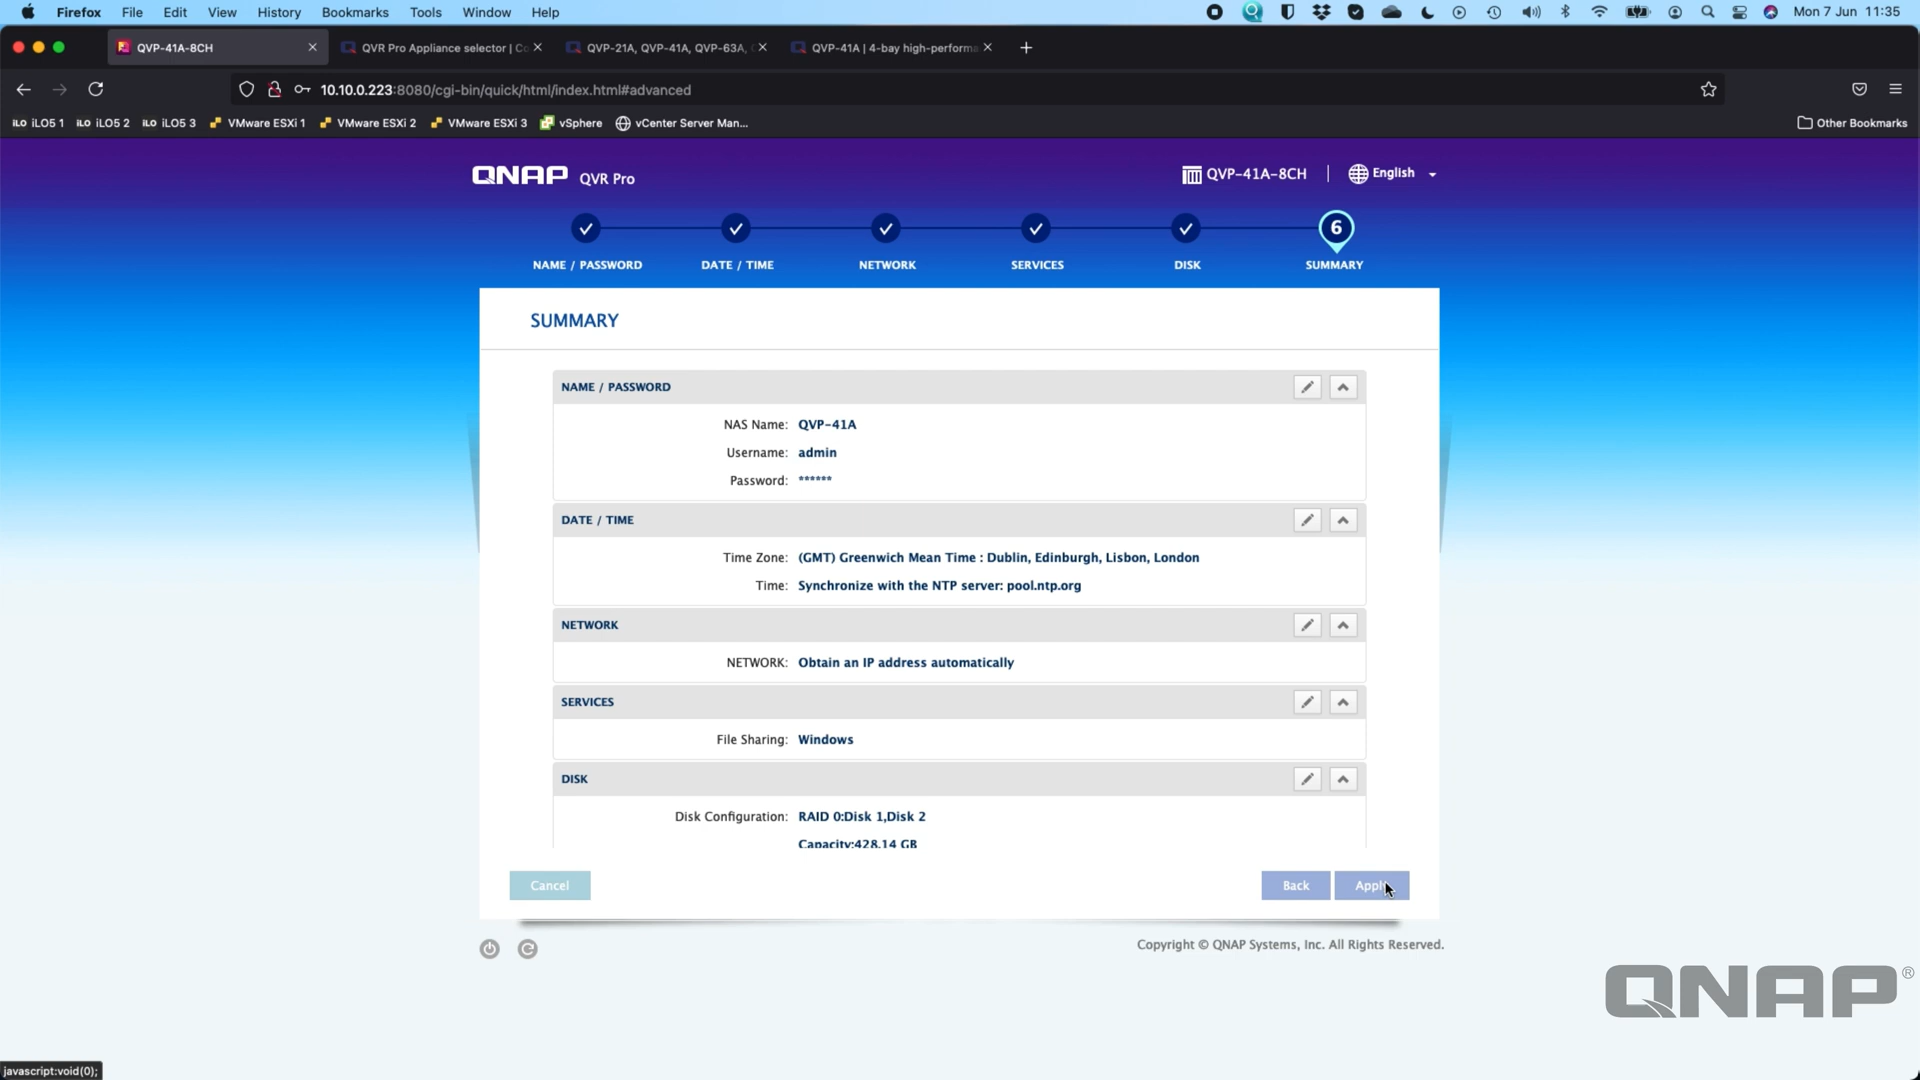 Firefox File Edit View History Bookmarks Tools Window Help Mon 7 Jun 11:35
QVP-41A-8CH QVR Pro Appliance selector | Co QVP-21A, QVP-41A, QVP-63A, QVP-41A | 4-bay high-performa
10.10.0.223:8080/cgi-bin/quick/html/index.html#advanced
iLO iLO5 1 iLO iLO5 2 iLO iLO5 3 VMware ESXi 1 VMware ESXi 2 VMware ESXi 3 vSphere vCenter Server Man... Other Bookmarks
QNAP QVR Pro QVP-41A-8CH | English
6
NAME / PASSWORD DATE / TIME NETWORK SERVICES DISK SUMMARY
SUMMARY
NAME / PASSWORD
NAS Name: QVP-41A
Username: admin
Password: ******
DATE / TIME
Time Zone: (GMT) Greenwich Mean Time : Dublin, Edinburgh, Lisbon, London
Time: Synchronize with the NTP server: pool.ntp.org
NETWORK
NETWORK: Obtain an IP address automatically
SERVICES
File Sharing: Windows
DISK
Disk Configuration: RAID 0:Disk 1,Disk 2
Capacity:428.14 GB
Cancel Back Apply
Copyright © QNAP Systems, Inc. All Rights Reserved.
QNAP®
javascript:void(0);